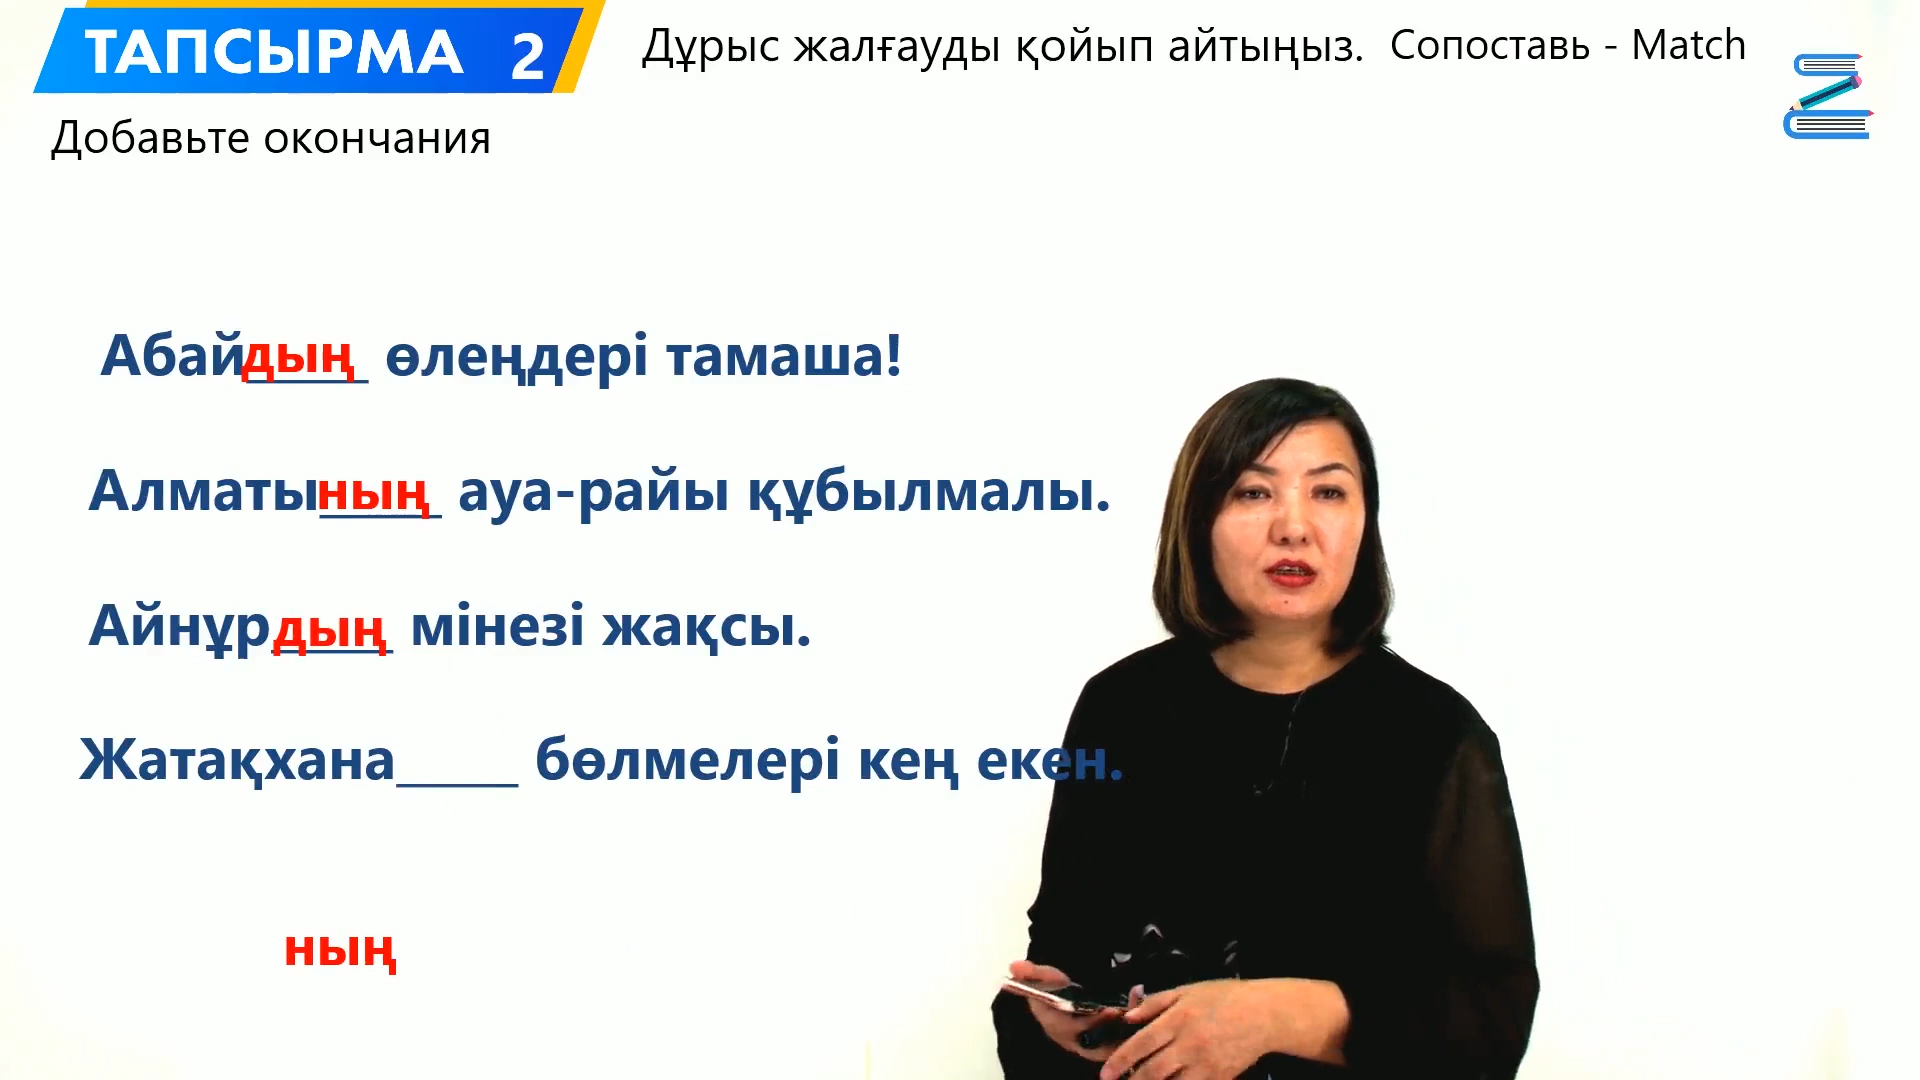 ТАПСЫРМА 2
Дұрыс жалғауды қойып айтыңыз. Сопоставь - Match
Добавьте окончания
Абайдың өлеңдері тамаша!
Алматының ауа-райы құбылмалы.
Айнұрдың мінезі жақсы.
Жатақхана_____ бөлмелері кең екен.
ның